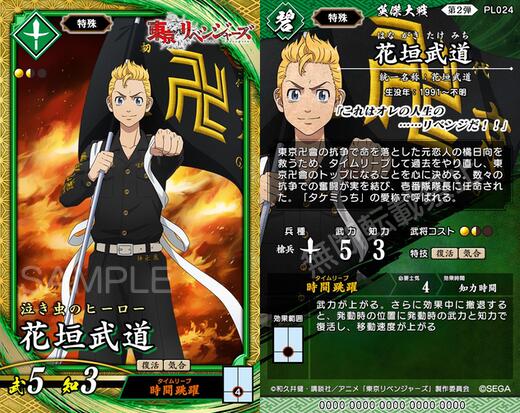 特殊
東京卍リベンジャーズ
卍
SAMPLE
泣き虫のヒーロー
花垣武道
復活 気合
武5 知3
タイムリープ
時間跳躍
4
碧
特殊
英傑大戦
第2弾
PL024
はながきたけみち
花垣武道
統一名称：花垣武道
生没年：1991〜不明
「これはオレの人生の
……リベンジだ！！」
東京卍會の抗争で命を落とした元恋人の橘日向を
救うため、タイムリープして過去をやり直し、東
京卍會のトップになることを心に決める。数々の
抗争での奮闘が実を結び、壱番隊隊長に任命され
た。「タケミっち」の愛称で呼ばれる。
兵種 武力 知力 武将コスト
槍兵 5 3 特技 復活 気合
タイムリープ 必要士気 効果時間
時間跳躍 4 知力時間
効果範囲
武力が上がる。さらに効果中に撤退する
と、発動時の位置に発動時の武力と知力で
復活し、移動速度が上がる
©和久井健・講談社／アニメ「東京リベンジャーズ」製作委員会 ©SEGA
0000 0000-0000 0000-0000 0000